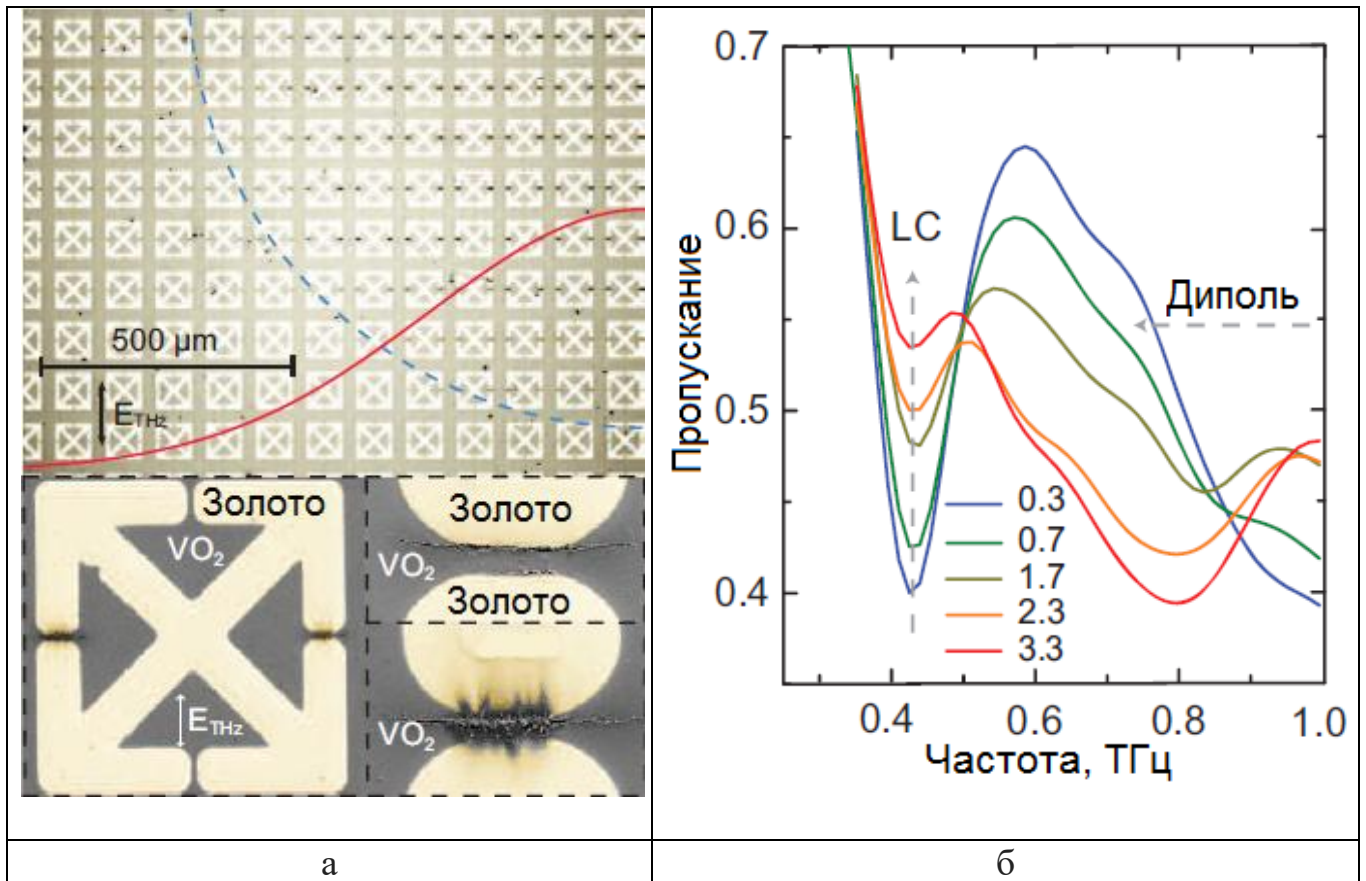 500 μm
E_THz
Золото
VO₂
E_THz
Золото
VO₂
Золото
VO₂
а
0.7
0.6
0.5
0.4
Пропускание
LC
Диполь
0.3
0.7
1.7
2.3
3.3
0.4
0.6
0.8
1.0
Частота, ТГц
б